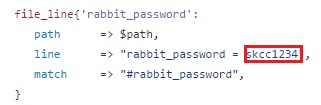 file_line{'rabbit_password':
path => $path,
line => "rabbit_password = skcc1234",
match => "#rabbit_password",
}